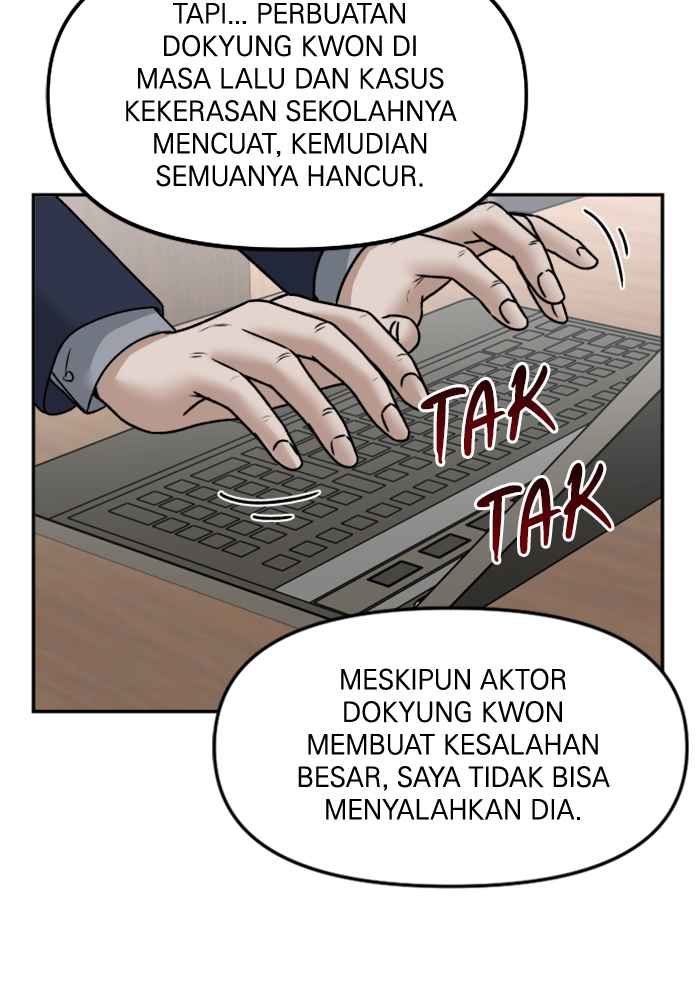 TAPI... PERBUATAN
DOKYUNG KWON DI
MASA LALU DAN KASUS
KEKERASAN SEKOLAHNYA
MENCUAT, KEMUDIAN
SEMUANYA HANCUR.
TAK
TAK
MESKIPUN AKTOR
DOKYUNG KWON
MEMBUAT KESALAHAN
BESAR, SAYA TIDAK BISA
MENYALAHKAN DIA.